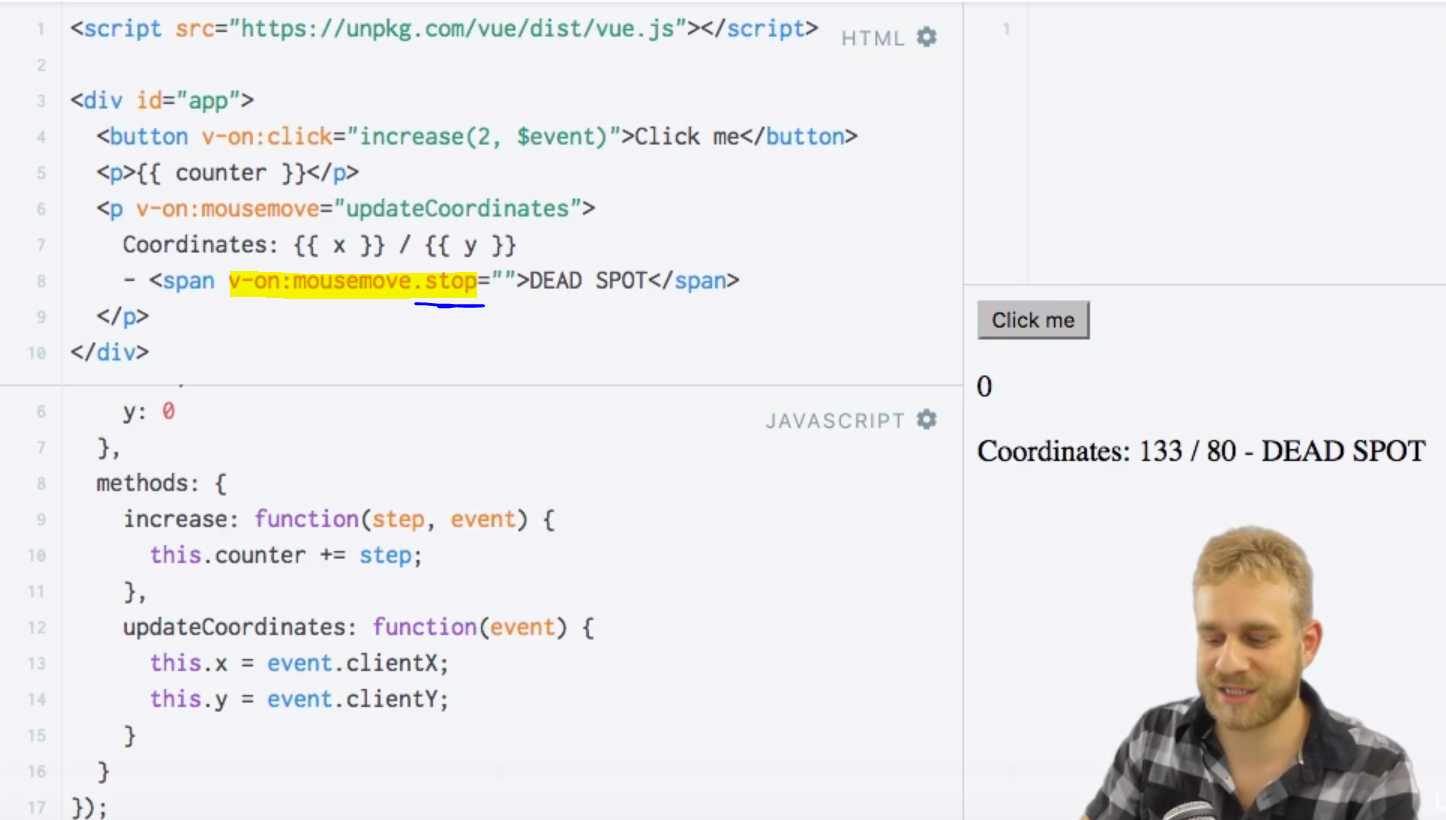 1 <script src="https://unpkg.com/vue/dist/vue.js"></script>
HTML
2
3 <div id="app">
4 <button v-on:click="increase(2, $event)">Click me</button>
5 <p>{{ counter }}</p>
6 <p v-on:mousemove="updateCoordinates">
7 Coordinates: {{ x }} / {{ y }}
8 - <span v-on:mousemove.stop="">DEAD SPOT</span>
9 </p>
10 </div>
6 y: 0
JAVASCRIPT
7 },
8 methods: {
9 increase: function(step, event) {
10 this.counter += step;
11 },
12 updateCoordinates: function(event) {
13 this.x = event.clientX;
14 this.y = event.clientY;
15 }
16 }
17 });
1
Click me
0
Coordinates: 133 / 80 - DEAD SPOT